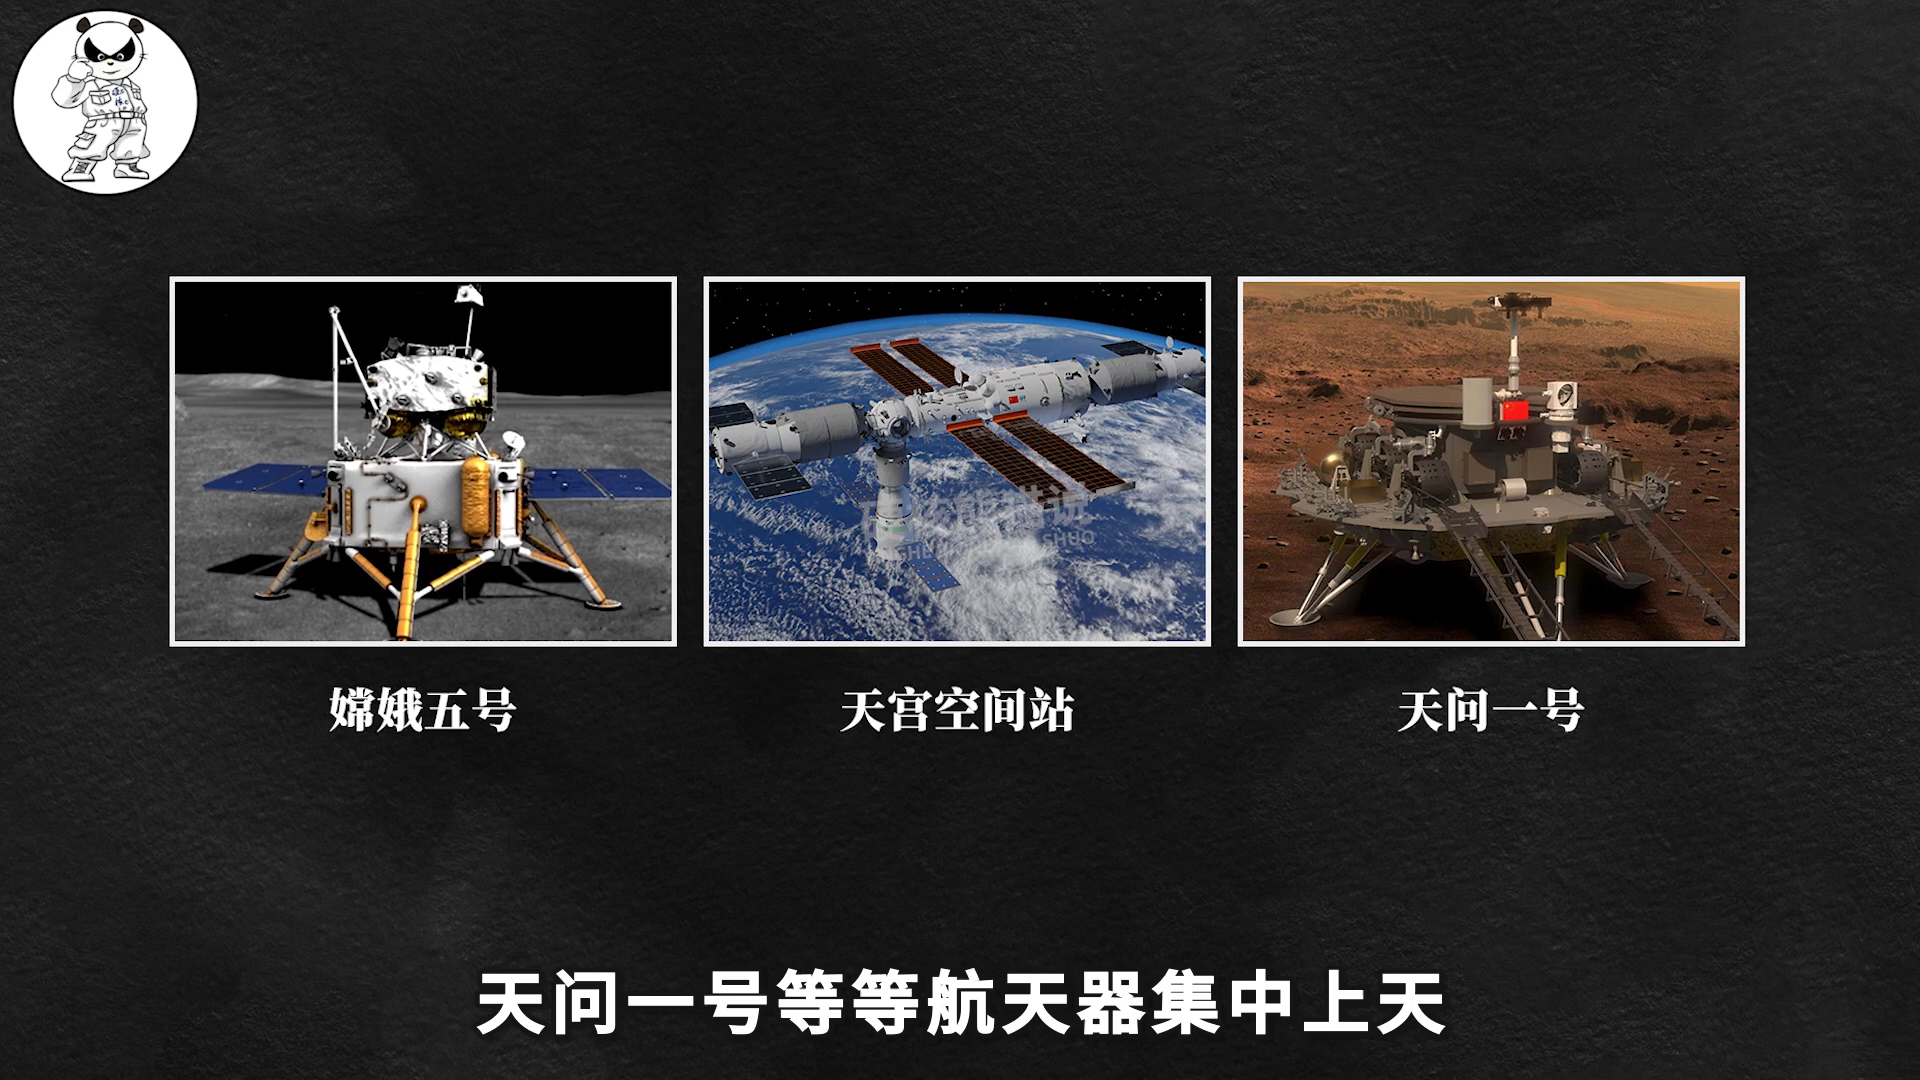 嫦娥五号
天宫空间站
天问一号
天问一号等等航天器集中上天